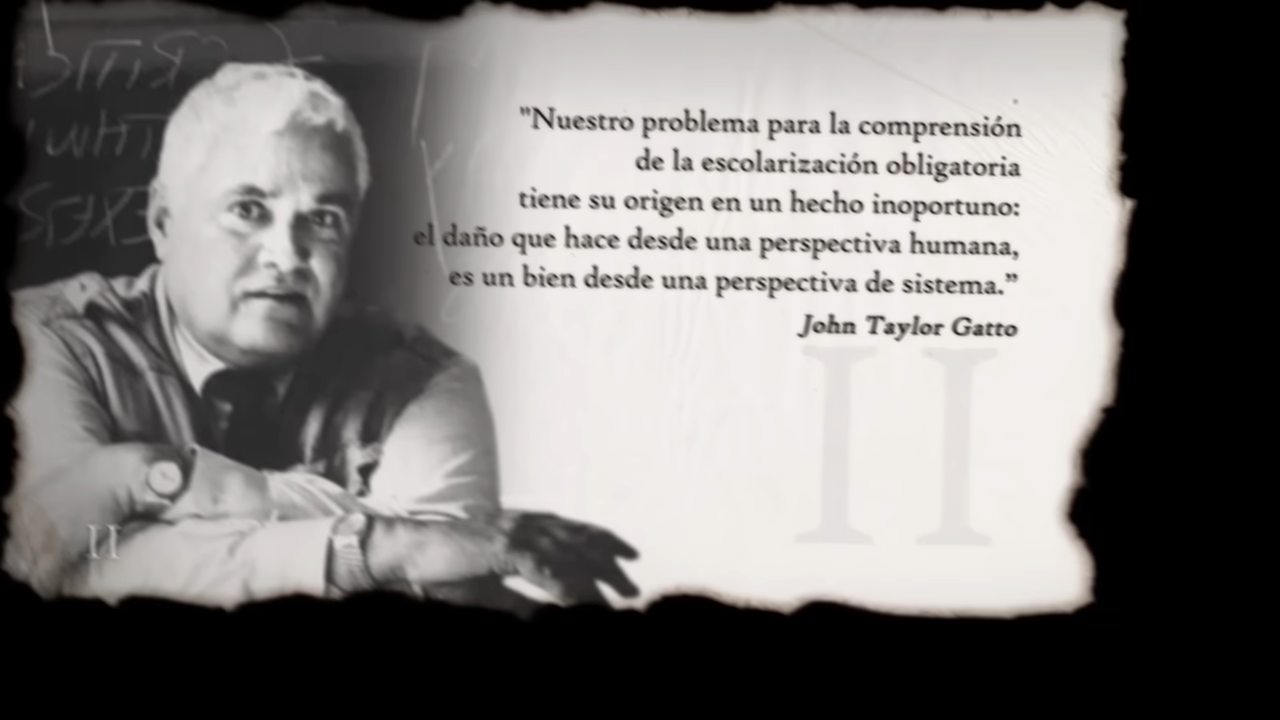 "Nuestro problema para la comprensión
de la escolarización obligatoria
tiene su origen en un hecho inoportuno:
el daño que hace desde una perspectiva humana,
es un bien desde una perspectiva de sistema.”
John Taylor Gatto
II
II